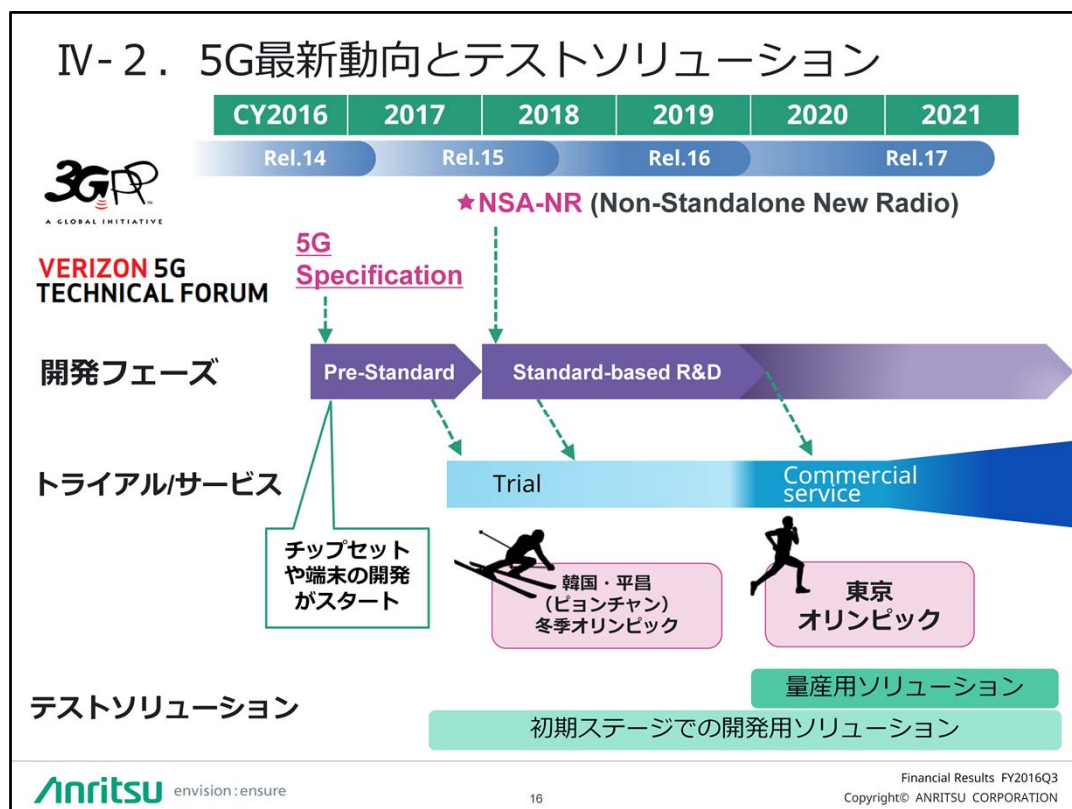 Ⅳ-２．5G最新動向とテストソリューション
CY2016 2017 2018 2019 2020 2021
Rel.14 Rel.15 Rel.16 Rel.17
3GPP™
A GLOBAL INITIATIVE
★NSA-NR (Non-Standalone New Radio)
5G
Specification
VERIZON 5G
TECHNICAL FORUM
開発フェーズ
Pre-Standard
Standard-based R&D
トライアル/サービス
Trial
Commercial
service
チップセット
や端末の開発
がスタート
韓国・平昌
（ピョンチャン）
冬季オリンピック
東京
オリンピック
テストソリューション
量産用ソリューション
初期ステージでの開発用ソリューション
Anritsu envision:ensure
16
Financial Results FY2016Q3
Copyright© ANRITSU CORPORATION